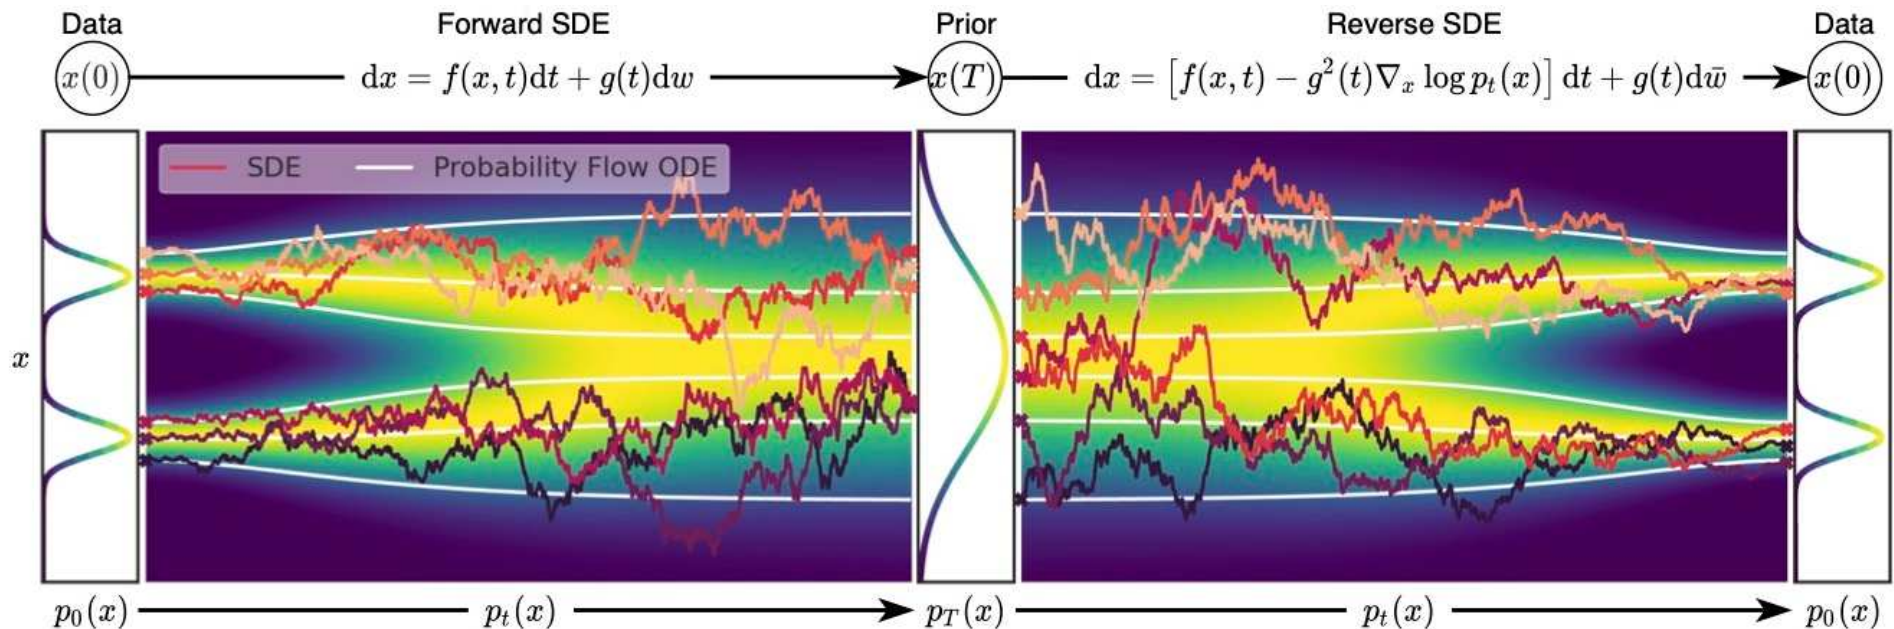 Data Forward SDE Prior Reverse SDE Data
x(0) dx = f(x, t)dt + g(t)dw x(T) dx = [f(x, t) − g²(t)∇ₓ log pₜ(x)] dt + g(t)dw̄ x(0)
SDE Probability Flow ODE
x
p₀(x) pₜ(x) p_T(x) pₜ(x) p₀(x)